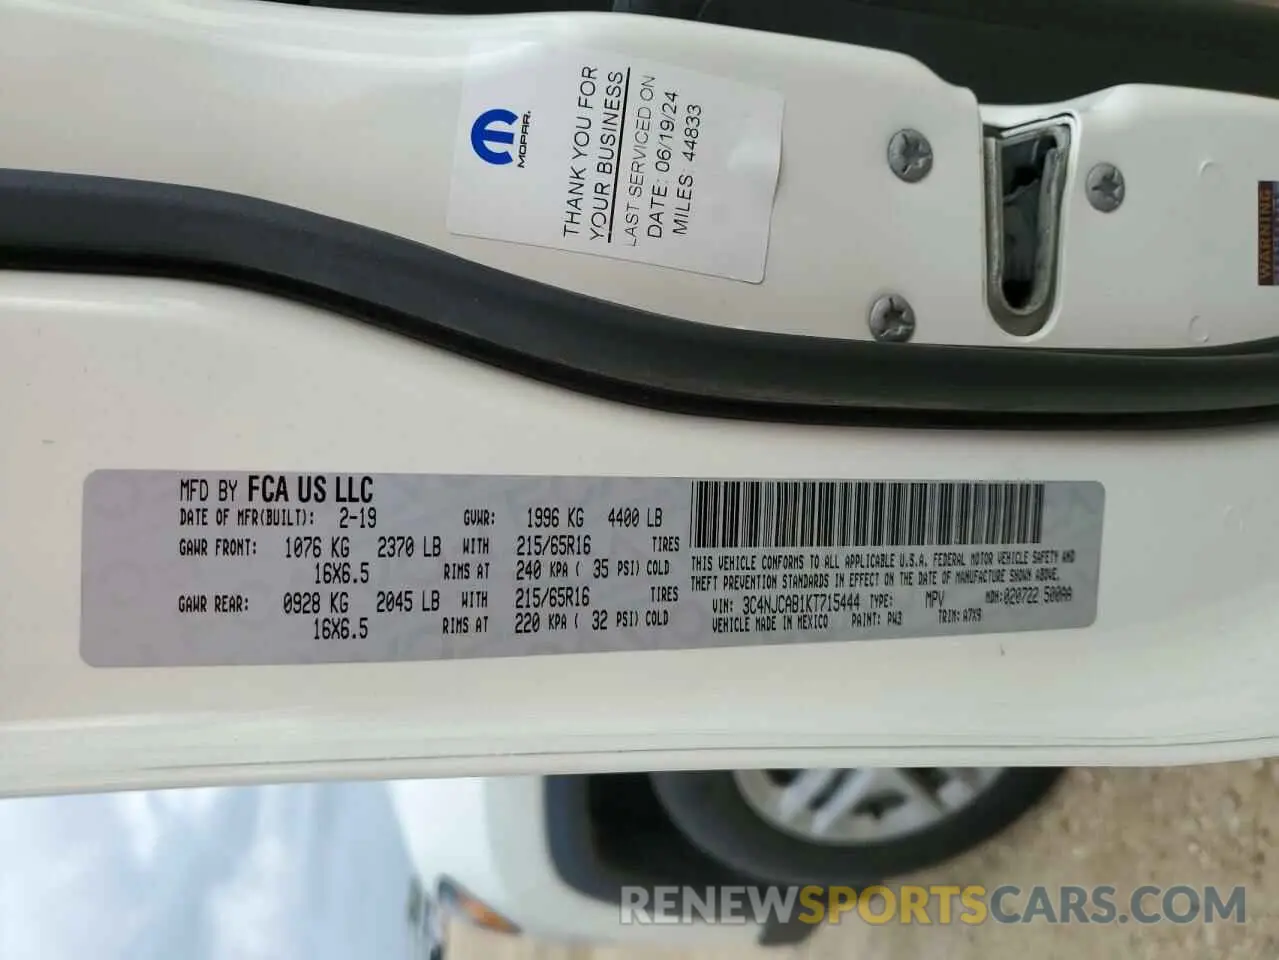 MOPAR.
THANK YOU FOR
YOUR BUSINESS
LAST SERVICED ON
DATE: 06/19/24
MILES: 44833
WARNING
MFD BY FCA US LLC
DATE OF MFR(BUILT): 2-19 GVWR: 1996 KG 4400 LB
GAWR FRONT: 1076 KG 2370 LB WITH 215/65R16 TIRES
16X6.5 RIMS AT 240 KPA ( 35 PSI) COLD
GAWR REAR: 0928 KG 2045 LB WITH 215/65R16 TIRES
16X6.5 RIMS AT 220 KPA ( 32 PSI) COLD
THIS VEHICLE CONFORMS TO ALL APPLICABLE U.S.A. FEDERAL MOTOR VEHICLE SAFETY AND
THEFT PREVENTION STANDARDS IN EFFECT ON THE DATE OF MANUFACTURE SHOWN ABOVE.
VIN: 3C4NJCAB1KT715444 TYPE: MPV MDH: 020722 500AA
VEHICLE MADE IN MEXICO PAINT: PW3 TRIM: A7X9
RENEWSPORTSCARS.COM